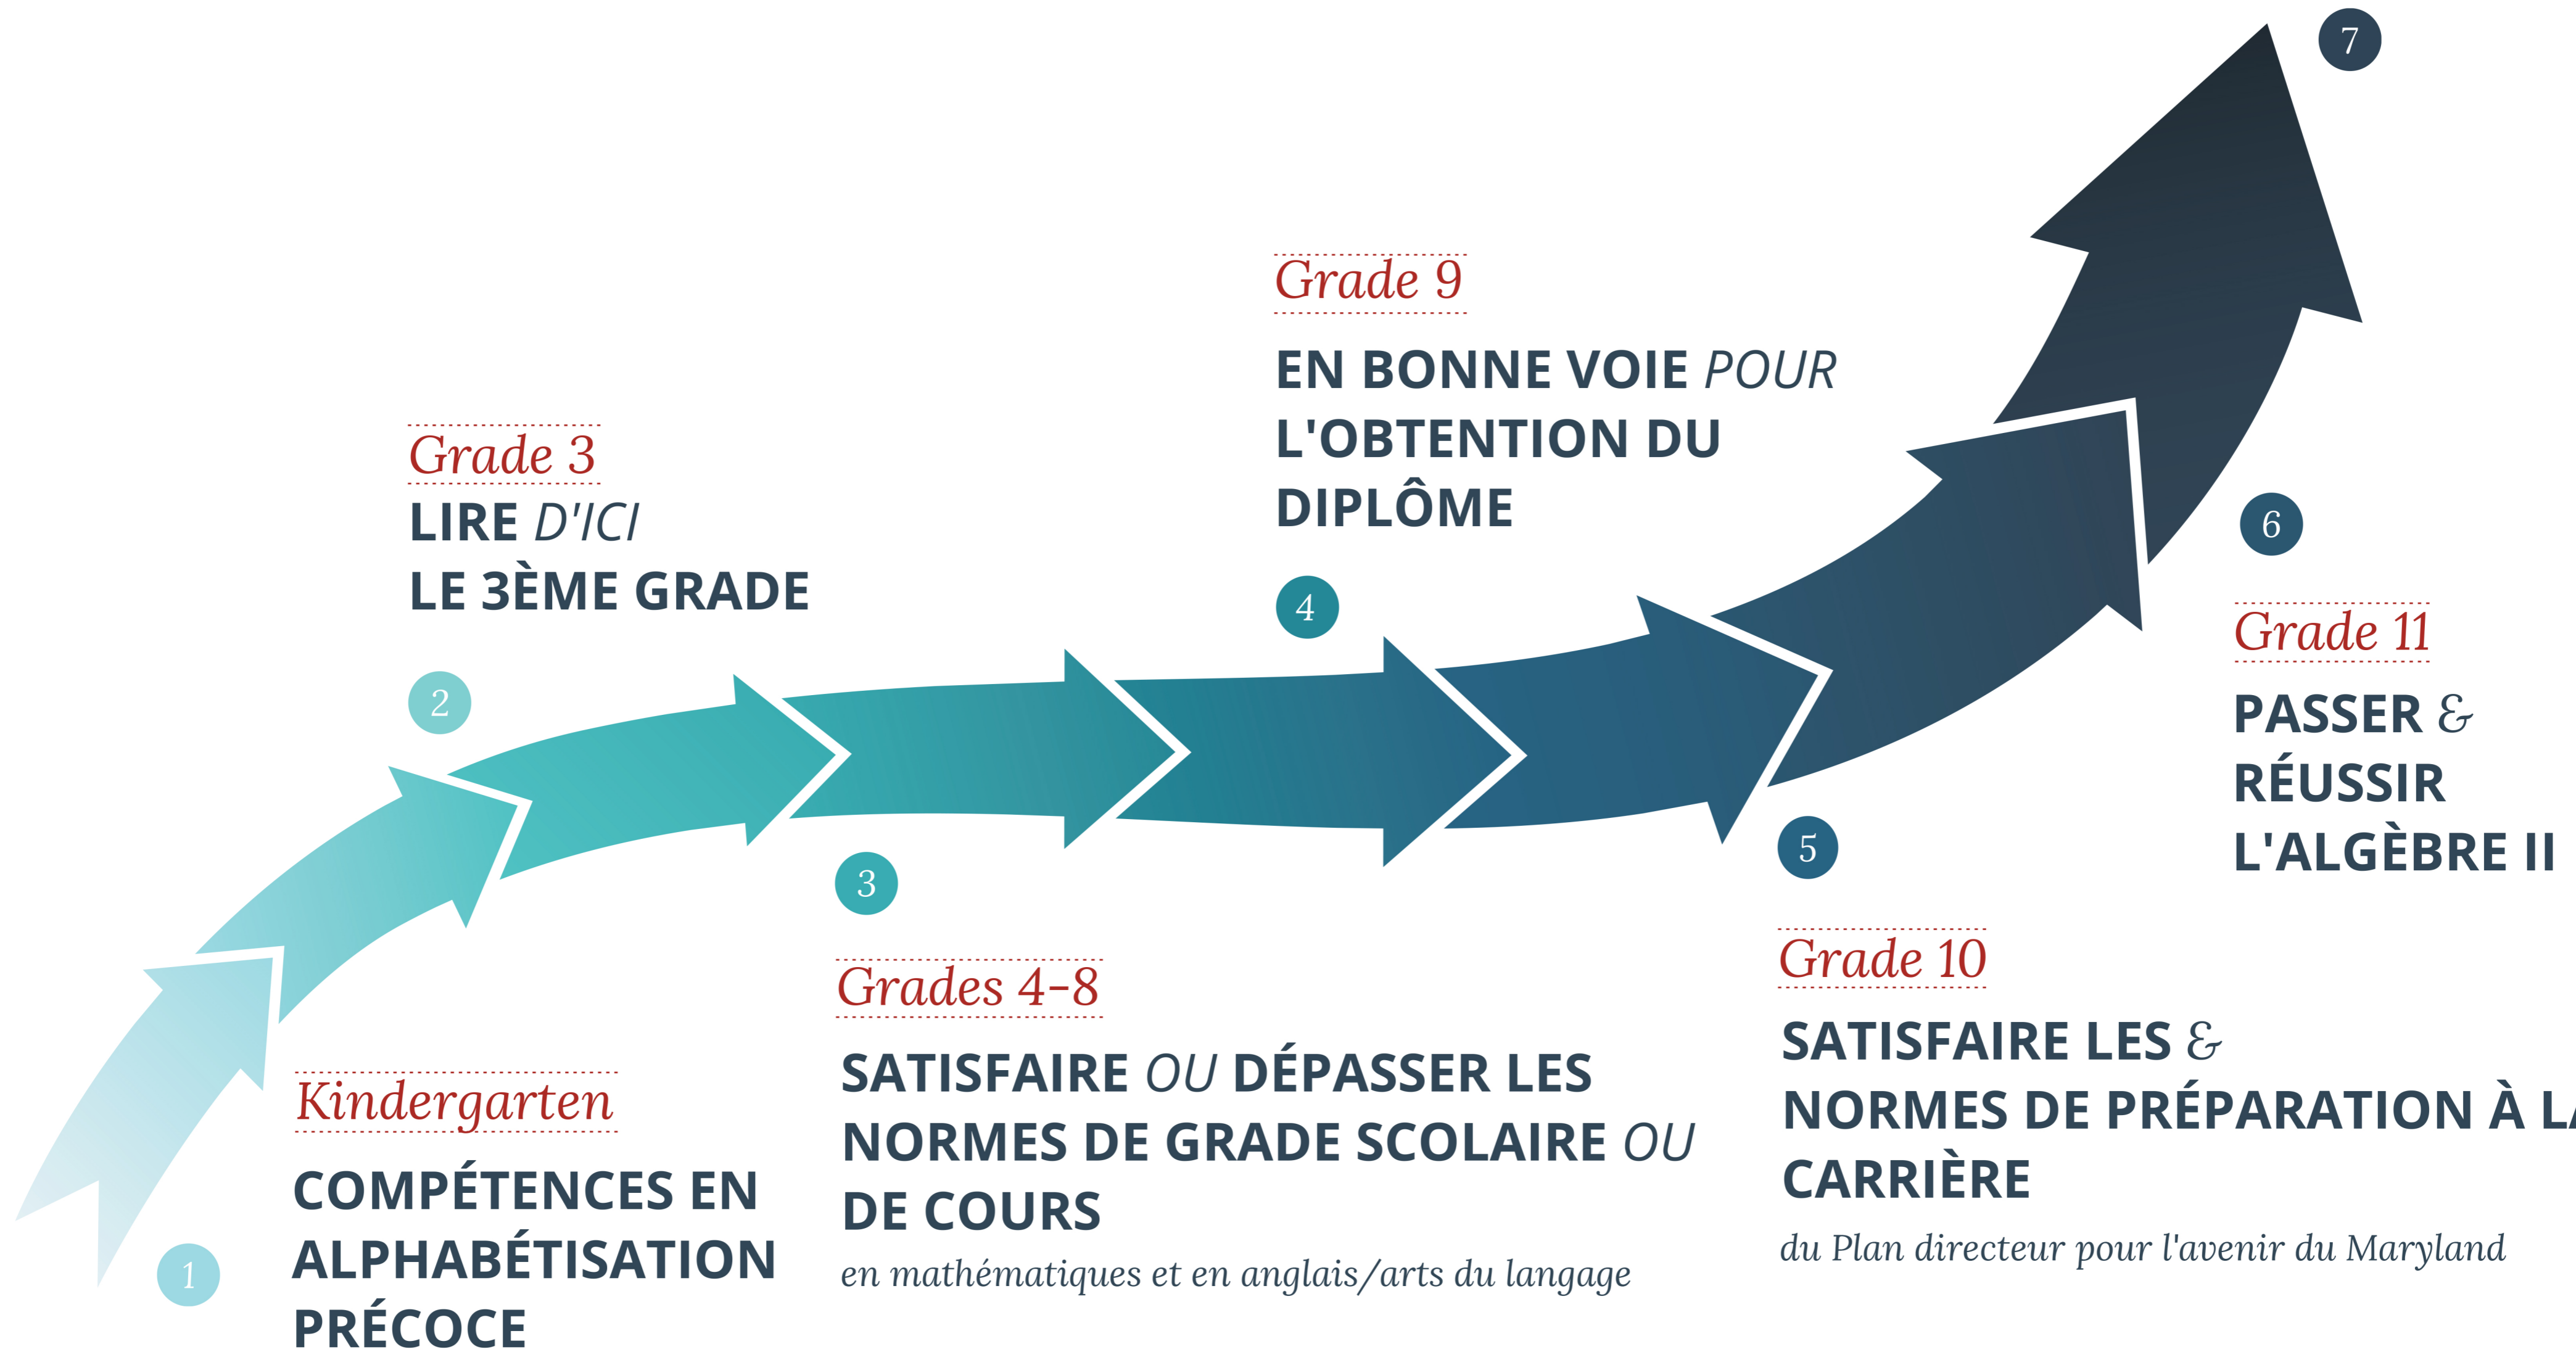 7
Grade 9
EN BONNE VOIE POUR
L'OBTENTION DU
DIPLÔME
4
Grade 3
LIRE D'ICI
LE 3ÈME GRADE
2
6
Grade 11
PASSER &
RÉUSSIR
L'ALGÈBRE II
5
Grade 10
SATISFAIRE LES &
NORMES DE PRÉPARATION À LA
CARRIÈRE
du Plan directeur pour l'avenir du Maryland
3
Grades 4-8
SATISFAIRE OU DÉPASSER LES
NORMES DE GRADE SCOLAIRE OU
DE COURS
en mathématiques et en anglais/arts du langage
1
Kindergarten
COMPÉTENCES EN
ALPHABÉTISATION
PRÉCOCE